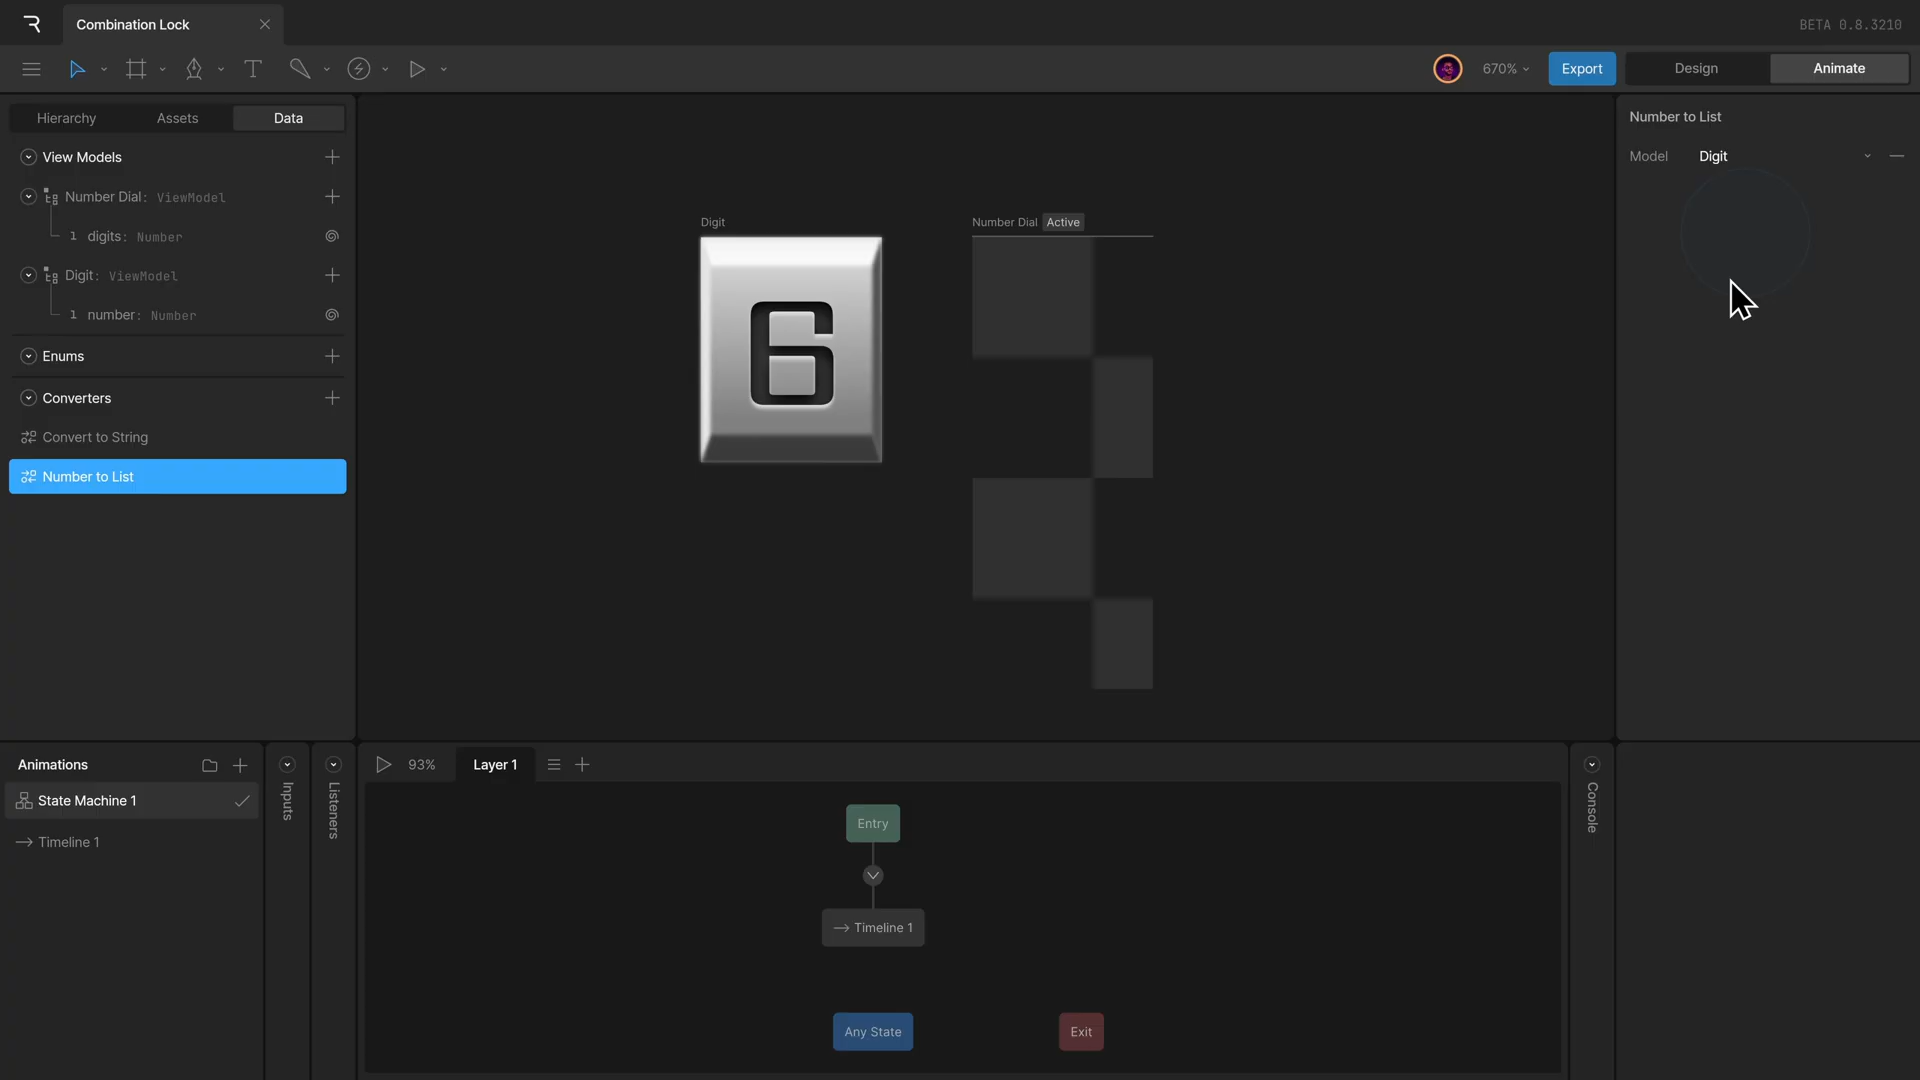 Combination Lock
BETA 0.8.3210
670%
Export
Design
Animate
Hierarchy
Assets
Data
View Models
Number Dial: ViewModel
1 digits: Number
Digit: ViewModel
1 number: Number
Enums
Converters
Convert to String
Number to List
Digit
6
Number Dial Active
Number to List
Model Digit
Animations
State Machine 1
Timeline 1
Inputs
Listeners
93%
Layer 1
Entry
Timeline 1
Any State
Exit
Console